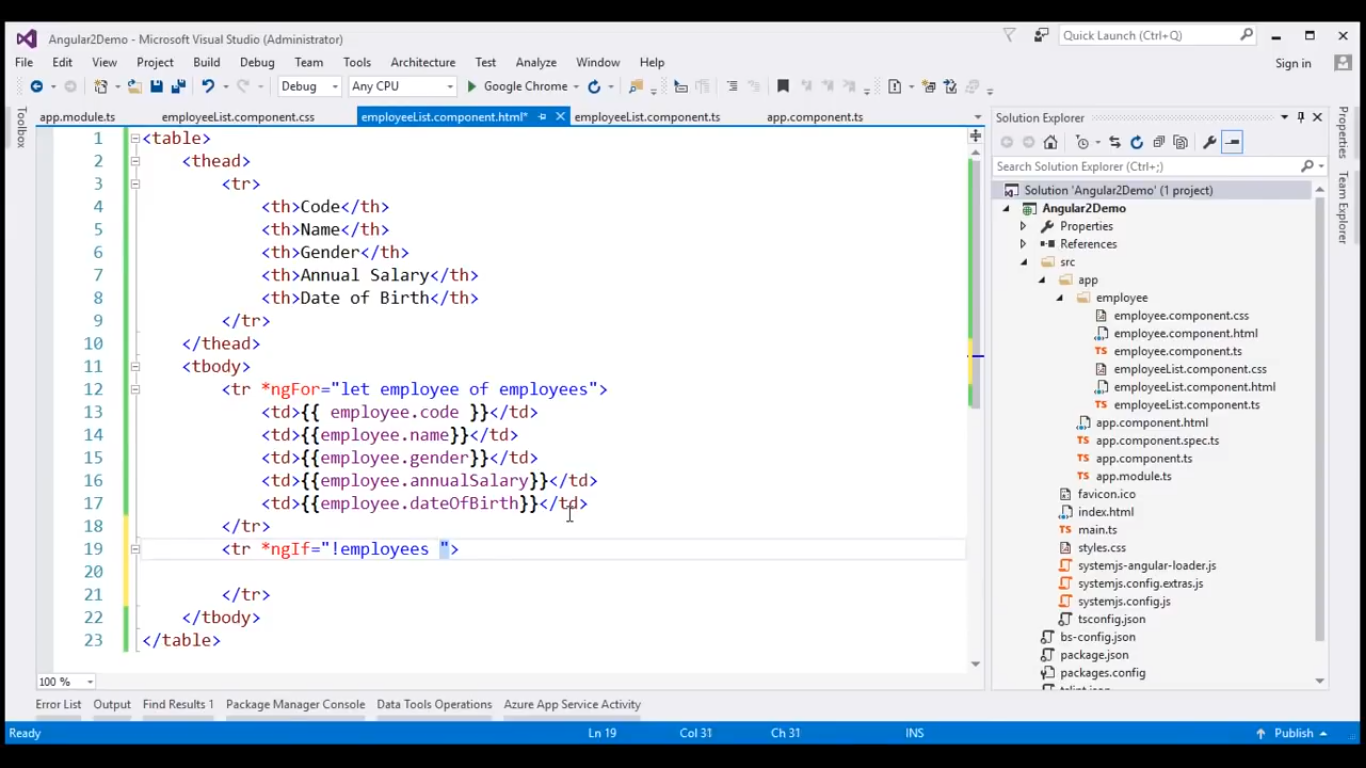 Angular2Demo - Microsoft Visual Studio (Administrator)
Quick Launch (Ctrl+Q)
File Edit View Project Build Debug Team Tools Architecture Test Analyze Window Help
Sign in
Debug Any CPU Google Chrome
Toolbox
app.module.ts employeeList.component.css employeeList.component.html* employeeList.component.ts app.component.ts
1 <table>
2 <thead>
3 <tr>
4 <th>Code</th>
5 <th>Name</th>
6 <th>Gender</th>
7 <th>Annual Salary</th>
8 <th>Date of Birth</th>
9 </tr>
10 </thead>
11 <tbody>
12 <tr *ngFor="let employee of employees">
13 <td>{{ employee.code }}</td>
14 <td>{{employee.name}}</td>
15 <td>{{employee.gender}}</td>
16 <td>{{employee.annualSalary}}</td>
17 <td>{{employee.dateOfBirth}}</td>
18 </tr>
19 <tr *ngIf="!employees ">
20
21 </tr>
22 </tbody>
23 </table>
100 %
Solution Explorer
Search Solution Explorer (Ctrl+;)
Solution 'Angular2Demo' (1 project)
Angular2Demo
Properties
References
src
app
employee
employee.component.css
employee.component.html
TS employee.component.ts
employeeList.component.css
employeeList.component.html
TS employeeList.component.ts
app.component.html
TS app.component.spec.ts
TS app.component.ts
TS app.module.ts
favicon.ico
index.html
TS main.ts
styles.css
systemjs-angular-loader.js
systemjs.config.extras.js
systemjs.config.js
tsconfig.json
bs-config.json
package.json
packages.config
Properties
Team Explorer
Error List Output Find Results 1 Package Manager Console Data Tools Operations Azure App Service Activity
Ready Ln 19 Col 31 Ch 31 INS Publish